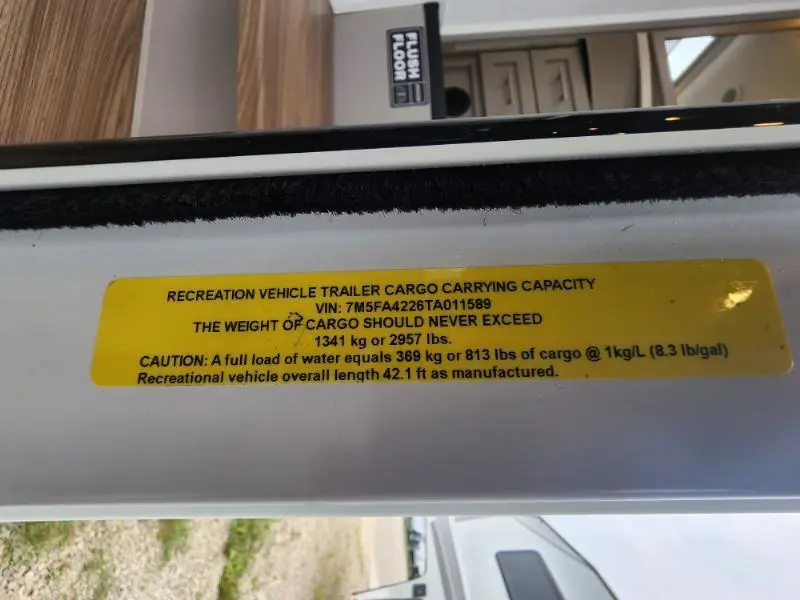 FLUSH
FLOOR
RECREATION VEHICLE TRAILER CARGO CARRYING CAPACITY
VIN: 7M5FA4226TA011589
THE WEIGHT OF CARGO SHOULD NEVER EXCEED
1341 kg or 2957 lbs.
CAUTION: A full load of water equals 369 kg or 813 lbs of cargo @ 1kg/L (8.3 lb/gal)
Recreational vehicle overall length 42.1 ft as manufactured.